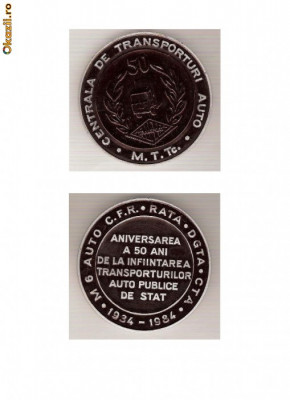 Okazii.ro
CENTRALA DE TRANSPORTURI AUTO
50
• M.T.Tc. •
M 6 AUTO C.F.R. • RATA • DGTA • CTA
ANIVERSAREA
A 50 ANI
DE LA INFIINTAREA
TRANSPORTURILOR
AUTO PUBLICE
DE STAT
• 1934 - 1984 •